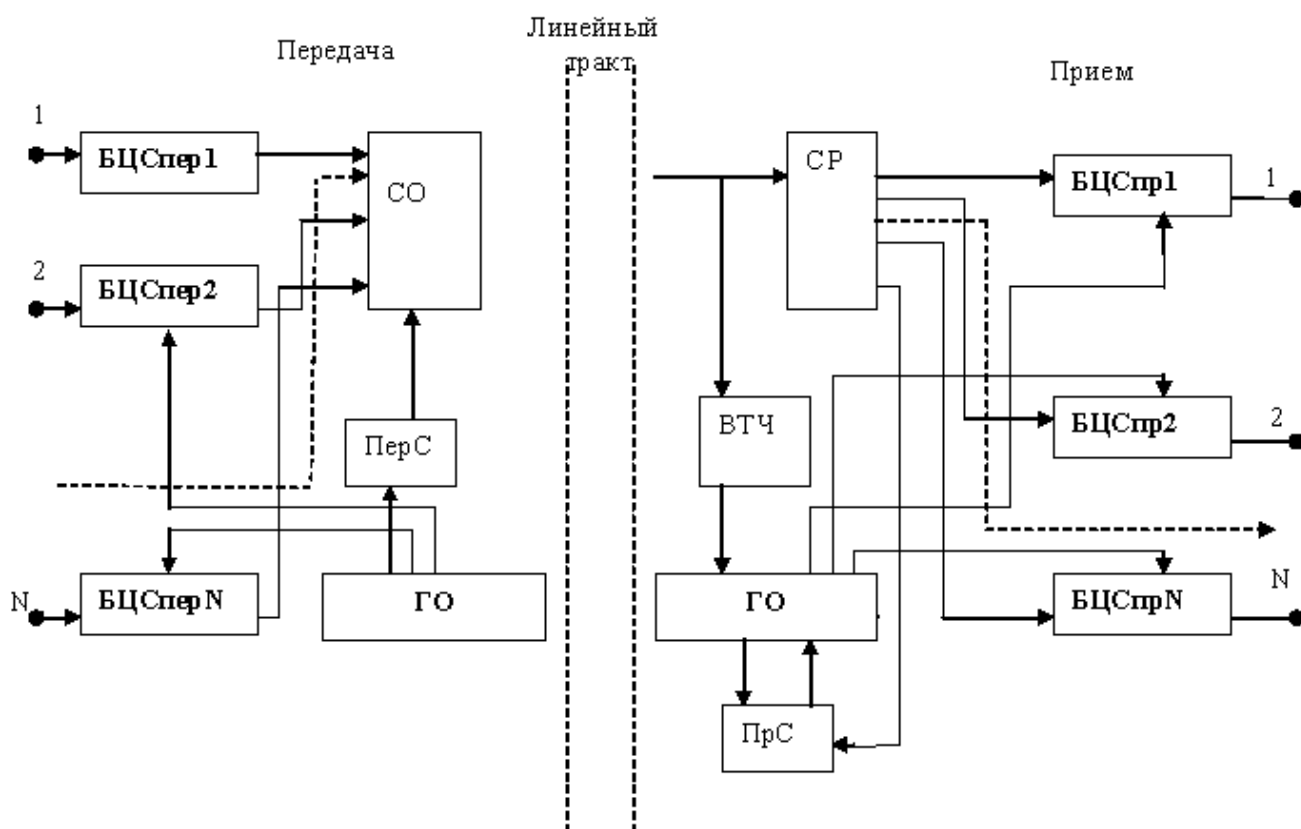 Линейный
тракт
Передача
Прием
1
БЦСпер1
СО
СР
БЦСпр1
1
2
БЦСпер2
ПерС
ВТЧ
БЦСпр2
2
N
БЦСперN
ГО
ГО
БЦСпрN
N
ПрС